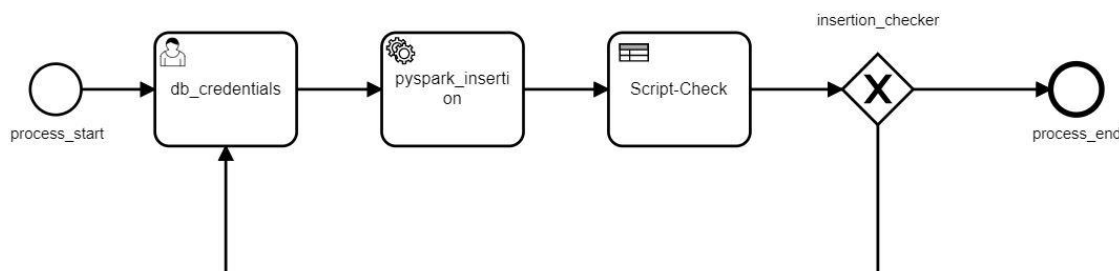 insertion_checker
db_credentials
pyspark_inserti
on
Script-Check
process_start
process_end